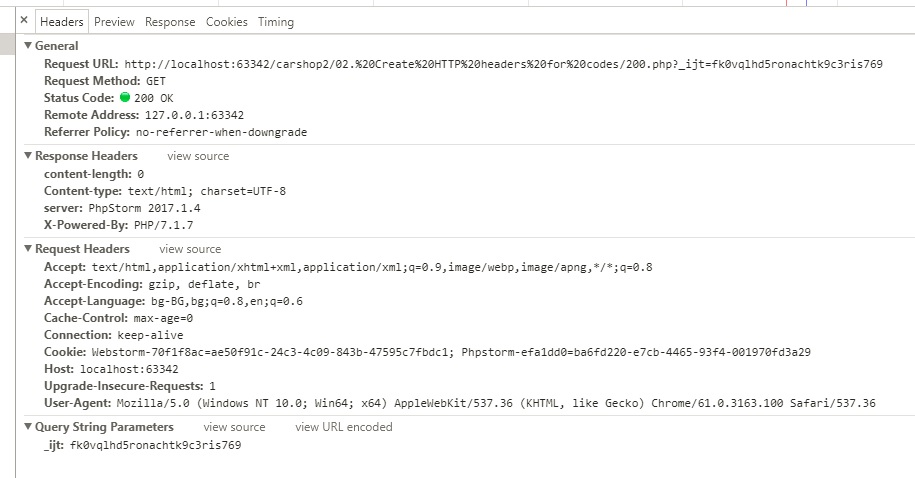 × Headers Preview Response Cookies Timing
▼ General
Request URL: http://localhost:63342/carshop2/02.%20Create%20HTTP%20headers%20for%20codes/200.php?_ijt=fk0vqlhd5ronachtk9c3ris769
Request Method: GET
Status Code: 200 OK
Remote Address: 127.0.0.1:63342
Referrer Policy: no-referrer-when-downgrade
▼ Response Headers view source
content-length: 0
Content-type: text/html; charset=UTF-8
server: PhpStorm 2017.1.4
X-Powered-By: PHP/7.1.7
▼ Request Headers view source
Accept: text/html,application/xhtml+xml,application/xml;q=0.9,image/webp,image/apng,*/*;q=0.8
Accept-Encoding: gzip, deflate, br
Accept-Language: bg-BG,bg;q=0.8,en;q=0.6
Cache-Control: max-age=0
Connection: keep-alive
Cookie: Webstorm-70f1f8ac=ae50f91c-24c3-4c09-843b-47595c7fbdc1; Phpstorm-efa1dd0=ba6fd220-e7cb-4465-93f4-001970fd3a29
Host: localhost:63342
Upgrade-Insecure-Requests: 1
User-Agent: Mozilla/5.0 (Windows NT 10.0; Win64; x64) AppleWebKit/537.36 (KHTML, like Gecko) Chrome/61.0.3163.100 Safari/537.36
▼ Query String Parameters view source view URL encoded
_ijt: fk0vqlhd5ronachtk9c3ris769